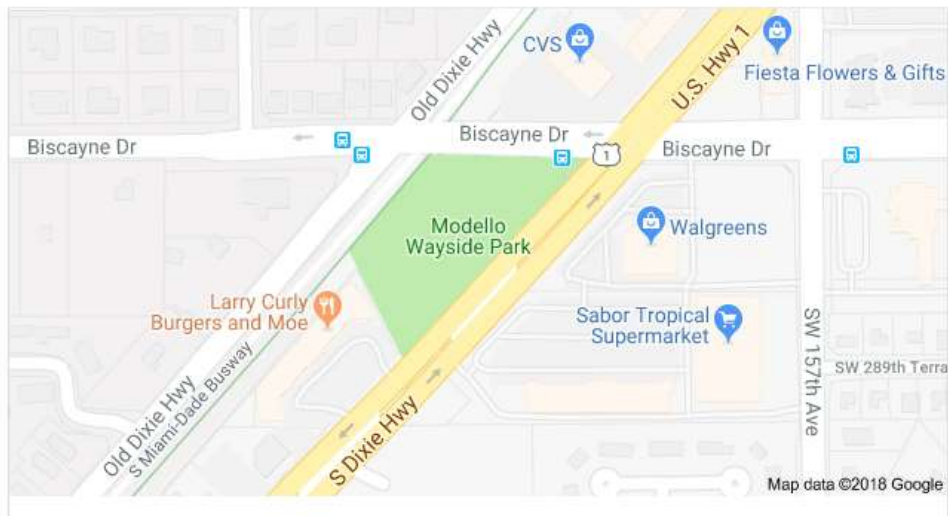 CVS
Old Dixie Hwy
U.S. Hwy 1
Fiesta Flowers & Gifts
Biscayne Dr
Biscayne Dr
1
Biscayne Dr
Modello
Wayside Park
Walgreens
Larry Curly
Burgers and Moe
Sabor Tropical
Supermarket
SW 157th Ave
SW 289th Terra
Old Dixie Hwy
S Miami-Dade Busway
S Dixie Hwy
Map data ©2018 Google